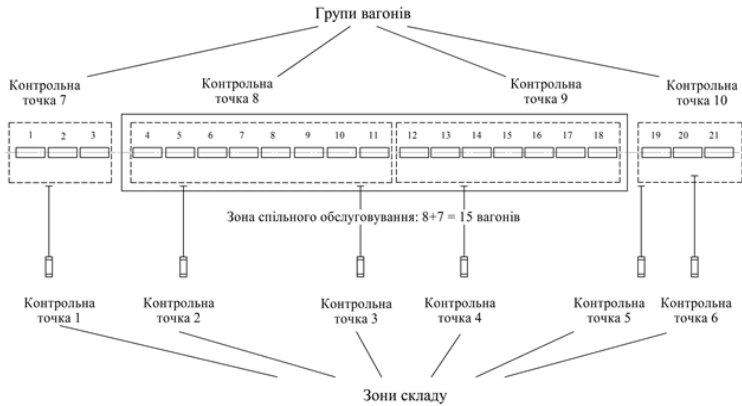 Групи вагонів
Контрольна
точка 7
Контрольна
точка 8
Контрольна
точка 9
Контрольна
точка 10
1 2 3 4 5 6 7 8 9 10 11 12 13 14 15 16 17 18 19 20 21
Зона спільного обслуговування: 8+7 = 15 вагонів
Контрольна
точка 1
Контрольна
точка 2
Контрольна
точка 3
Контрольна
точка 4
Контрольна
точка 5
Контрольна
точка 6
Зони складу